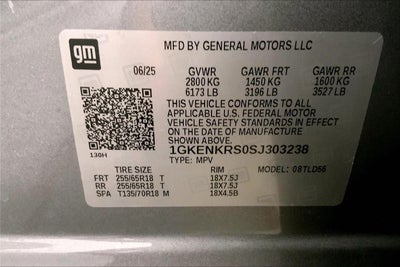 gm
MFD BY GENERAL MOTORS LLC
06/25 GVWR GAWR FRT GAWR RR
2800 KG 1450 KG 1600 KG
6173 LB 3196 LB 3527 LB
THIS VEHICLE CONFORMS TO ALL
APPLICABLE U.S. FEDERAL MOTOR
VEHICLE SAFETY STANDARDS IN EFFECT
ON THE DATE OF MANUFACTURE SHOWN ABOVE.
1GKENKRS0SJ303238
130H TYPE: MPV
TIRE SIZE RIM MODEL: 08TLD56
FRT 255/65R18 T 18X7.5J
RR 255/65R18 T 18X7.5J
SPA T135/70R18 M 18X4.5B